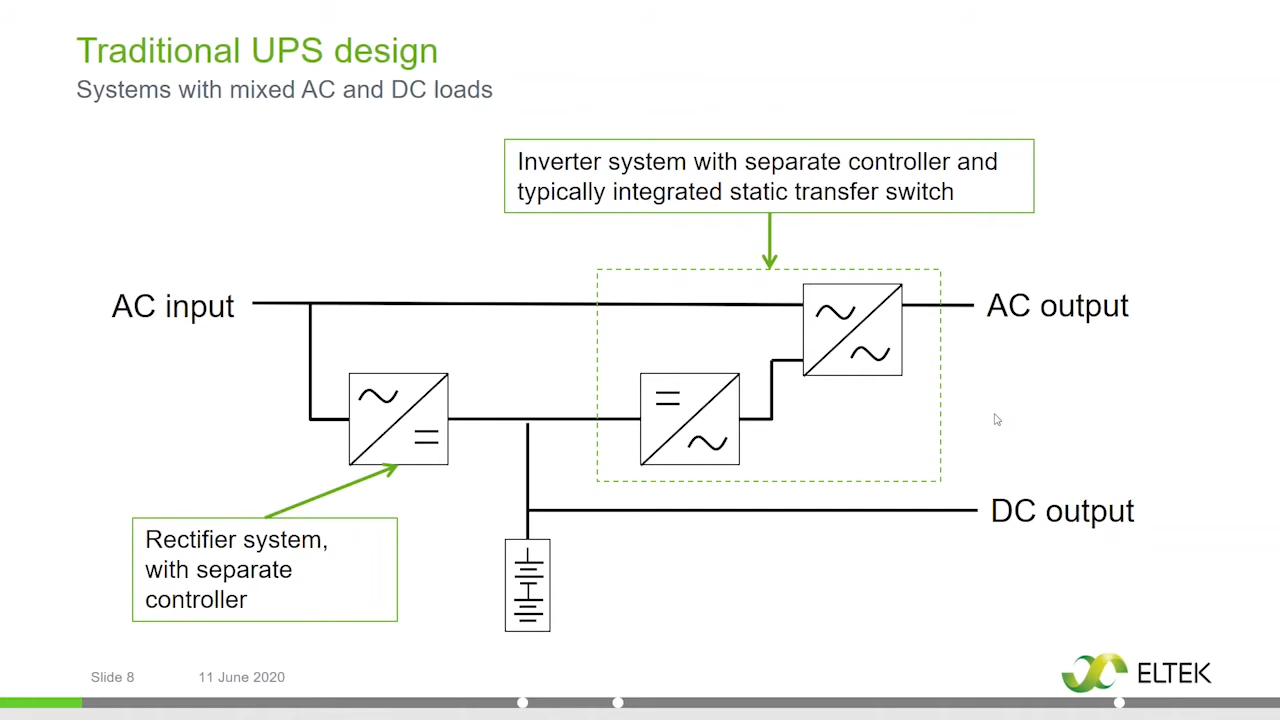 Traditional UPS design
Systems with mixed AC and DC loads
Inverter system with separate controller and
typically integrated static transfer switch
AC input
AC output
DC output
Rectifier system,
with separate
controller
Slide 8
11 June 2020
ELTEK